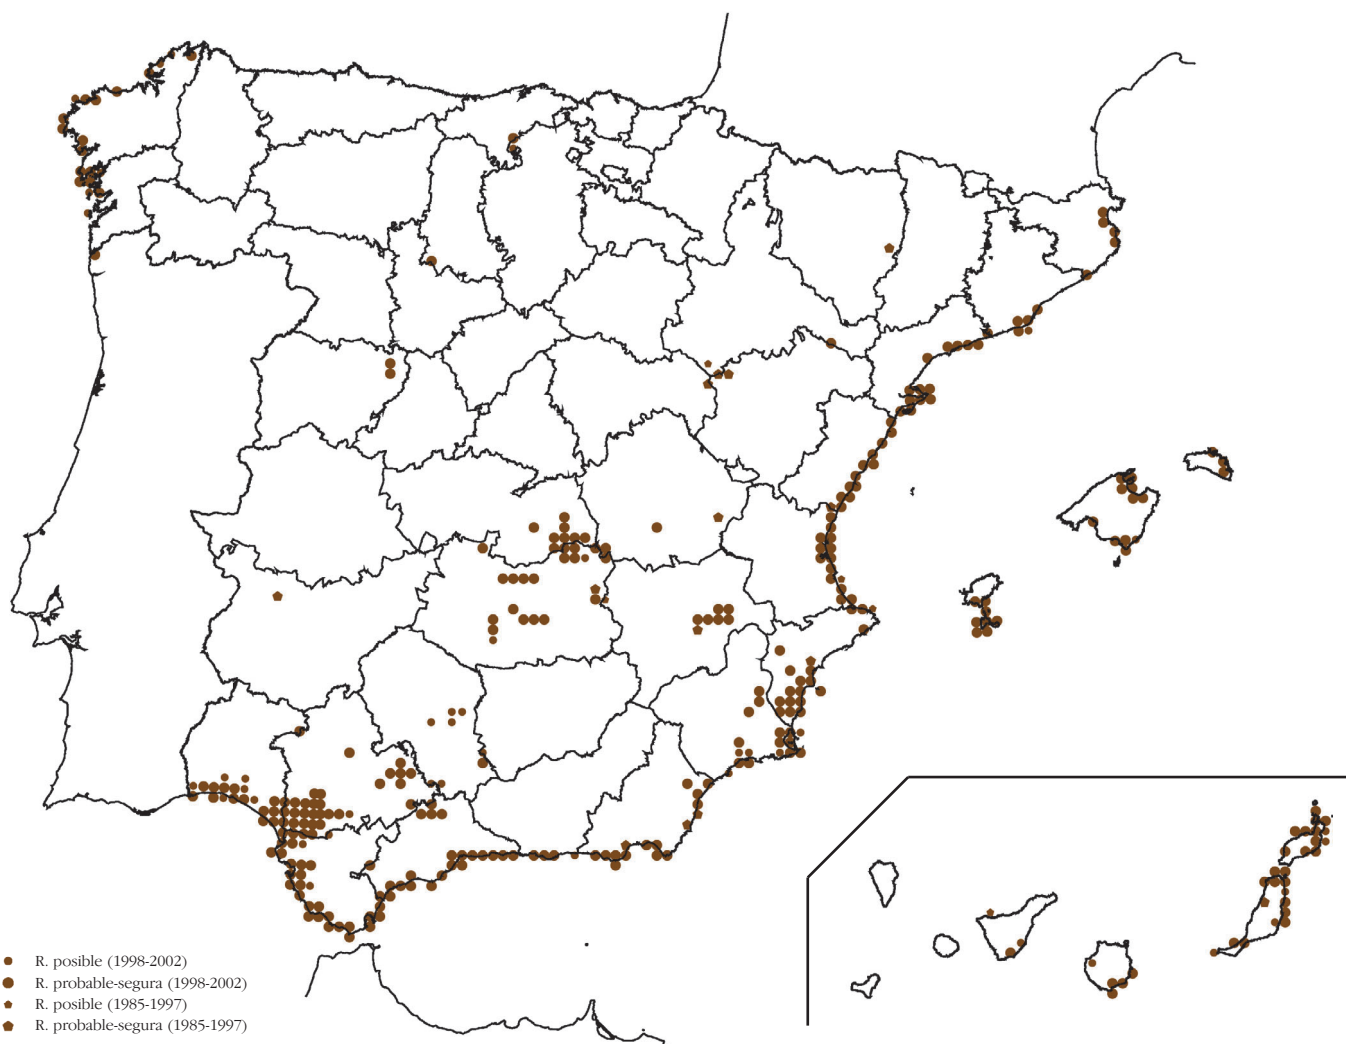 R. posible (1998-2002)
R. probable-segura (1998-2002)
R. posible (1985-1997)
R. probable-segura (1985-1997)